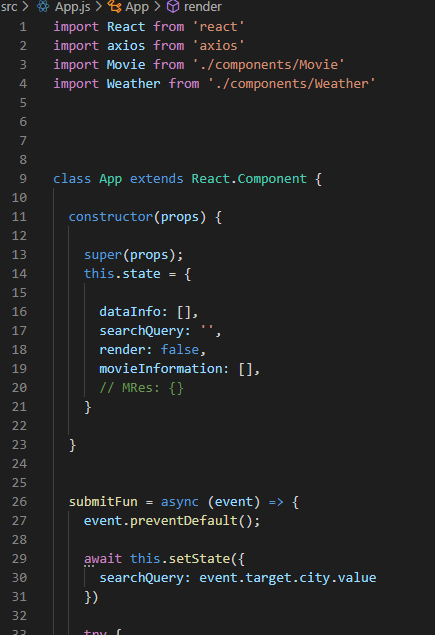 src > App.js > App > render
1 import React from 'react'
2 import axios from 'axios'
3 import Movie from './components/Movie'
4 import Weather from './components/Weather'
5
6
7
8
9 class App extends React.Component {
10
11 constructor(props) {
12
13 super(props);
14 this.state = {
15
16 dataInfo: [],
17 searchQuery: '',
18 render: false,
19 movieInformation: [],
20 // MRes: {}
21 }
22
23 }
24
25
26 submitFun = async (event) => {
27 event.preventDefault();
28
29 await this.setState({
30 searchQuery: event.target.city.value
31 })
32
33 try {